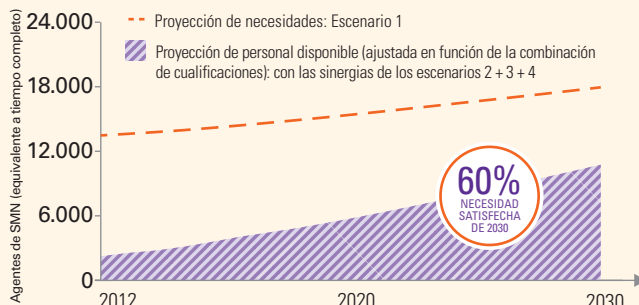 Agentes de SMN (equivalente a tiempo completo)
24.000
18.000
12.000
6.000
0
Proyección de necesidades: Escenario 1
Proyección de personal disponible (ajustada en función de la combinación
de cualificaciones): con las sinergias de los escenarios 2 + 3 + 4
60%
NECESIDAD
SATISFECHA
DE 2030
2012
2020
2030